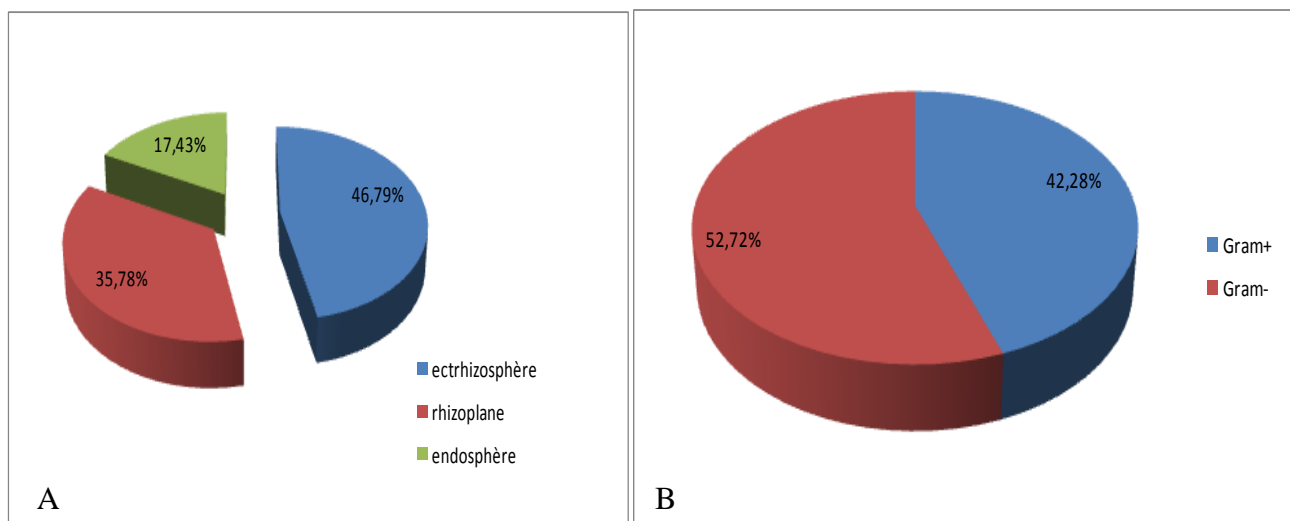 17,43%
46,79%
35,78%
ectrhizosphère
rhizoplane
endosphère
A
42,28%
52,72%
Gram+
Gram-
B